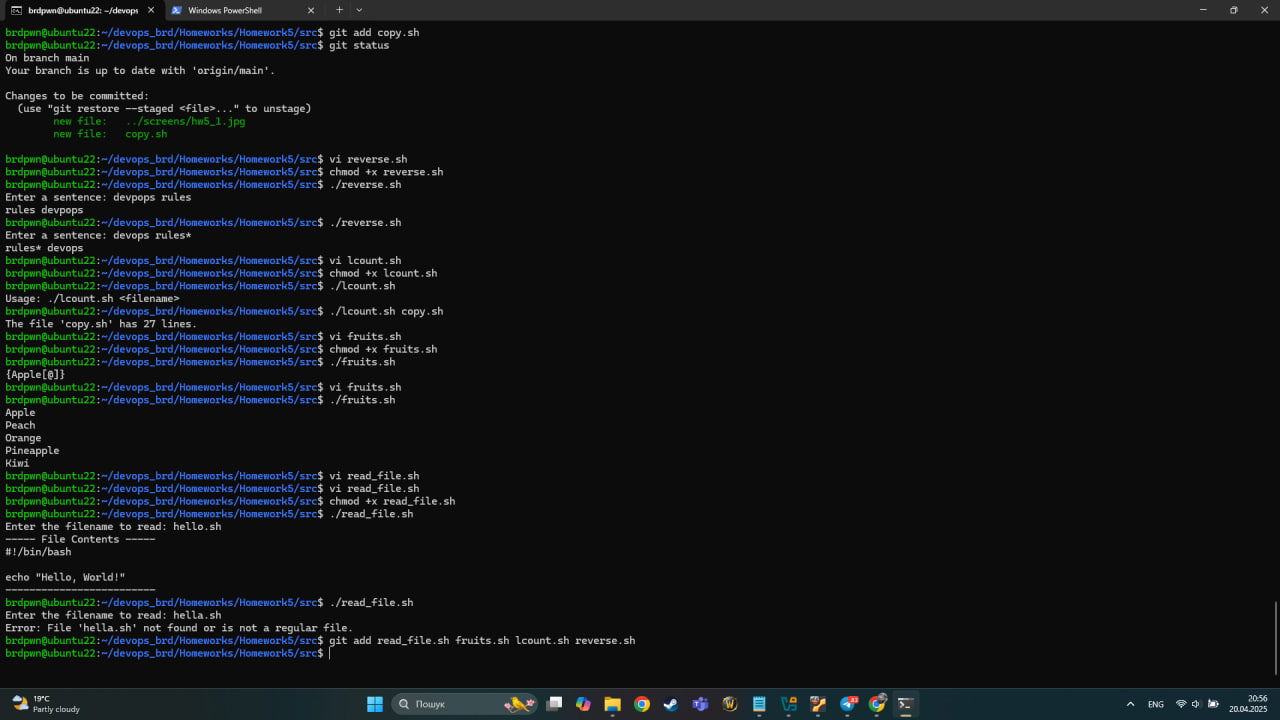 brdpwn@ubuntu22: ~/devops
Windows PowerShell
brdpwn@ubuntu22:~/devops_brd/Homeworks/Homework5/src$ git add copy.sh
brdpwn@ubuntu22:~/devops_brd/Homeworks/Homework5/src$ git status
On branch main
Your branch is up to date with 'origin/main'.
Changes to be committed:
  (use "git restore --staged <file>..." to unstage)
        new file:   ../screens/hw5_1.jpg
        new file:   copy.sh
brdpwn@ubuntu22:~/devops_brd/Homeworks/Homework5/src$ vi reverse.sh
brdpwn@ubuntu22:~/devops_brd/Homeworks/Homework5/src$ chmod +x reverse.sh
brdpwn@ubuntu22:~/devops_brd/Homeworks/Homework5/src$ ./reverse.sh
Enter a sentence: devpops rules
rules devpops
brdpwn@ubuntu22:~/devops_brd/Homeworks/Homework5/src$ ./reverse.sh
Enter a sentence: devops rules*
rules* devops
brdpwn@ubuntu22:~/devops_brd/Homeworks/Homework5/src$ vi lcount.sh
brdpwn@ubuntu22:~/devops_brd/Homeworks/Homework5/src$ chmod +x lcount.sh
brdpwn@ubuntu22:~/devops_brd/Homeworks/Homework5/src$ ./lcount.sh
Usage: ./lcount.sh <filename>
brdpwn@ubuntu22:~/devops_brd/Homeworks/Homework5/src$ ./lcount.sh copy.sh
The file 'copy.sh' has 27 lines.
brdpwn@ubuntu22:~/devops_brd/Homeworks/Homework5/src$ vi fruits.sh
brdpwn@ubuntu22:~/devops_brd/Homeworks/Homework5/src$ chmod +x fruits.sh
brdpwn@ubuntu22:~/devops_brd/Homeworks/Homework5/src$ ./fruits.sh
{Apple[@]}
brdpwn@ubuntu22:~/devops_brd/Homeworks/Homework5/src$ vi fruits.sh
brdpwn@ubuntu22:~/devops_brd/Homeworks/Homework5/src$ ./fruits.sh
Apple
Peach
Orange
Pineapple
Kiwi
brdpwn@ubuntu22:~/devops_brd/Homeworks/Homework5/src$ vi read_file.sh
brdpwn@ubuntu22:~/devops_brd/Homeworks/Homework5/src$ vi read_file.sh
brdpwn@ubuntu22:~/devops_brd/Homeworks/Homework5/src$ chmod +x read_file.sh
brdpwn@ubuntu22:~/devops_brd/Homeworks/Homework5/src$ ./read_file.sh
Enter the filename to read: hello.sh
----- File Contents -----
#!/bin/bash
echo "Hello, World!"
-------------------------
brdpwn@ubuntu22:~/devops_brd/Homeworks/Homework5/src$ ./read_file.sh
Enter the filename to read: hella.sh
Error: File 'hella.sh' not found or is not a regular file.
brdpwn@ubuntu22:~/devops_brd/Homeworks/Homework5/src$ git add read_file.sh fruits.sh lcount.sh reverse.sh
brdpwn@ubuntu22:~/devops_brd/Homeworks/Homework5/src$
19°C
Partly cloudy
Пошук
ENG
20:56
20.04.2025